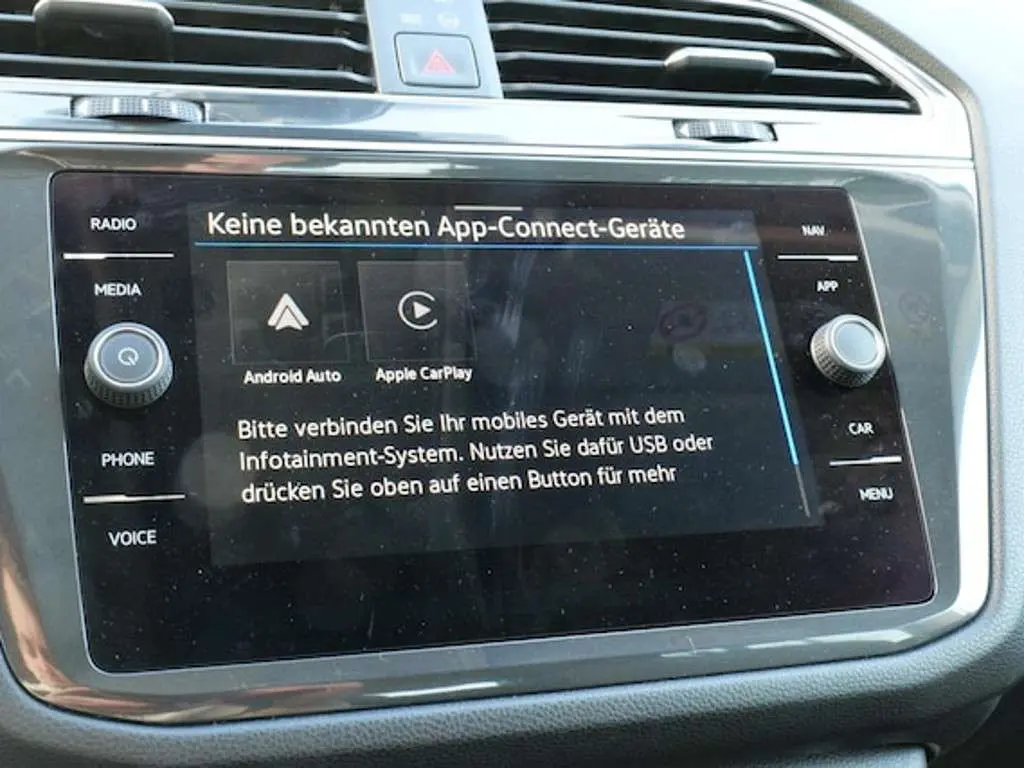 RADIO
MEDIA
PHONE
VOICE
Keine bekannten App-Connect-Geräte
Android Auto
Apple CarPlay
Bitte verbinden Sie Ihr mobiles Gerät mit dem
Infotainment-System. Nutzen Sie dafür USB oder
drücken Sie oben auf einen Button für mehr
NAV
APP
CAR
MENU